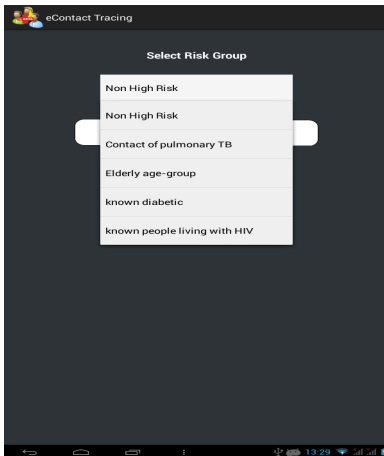 eContact Tracing
Select Risk Group
Non High Risk
Non High Risk
Contact of pulmonary TB
Elderly age-group
known diabetic
known people living with HIV
13:29